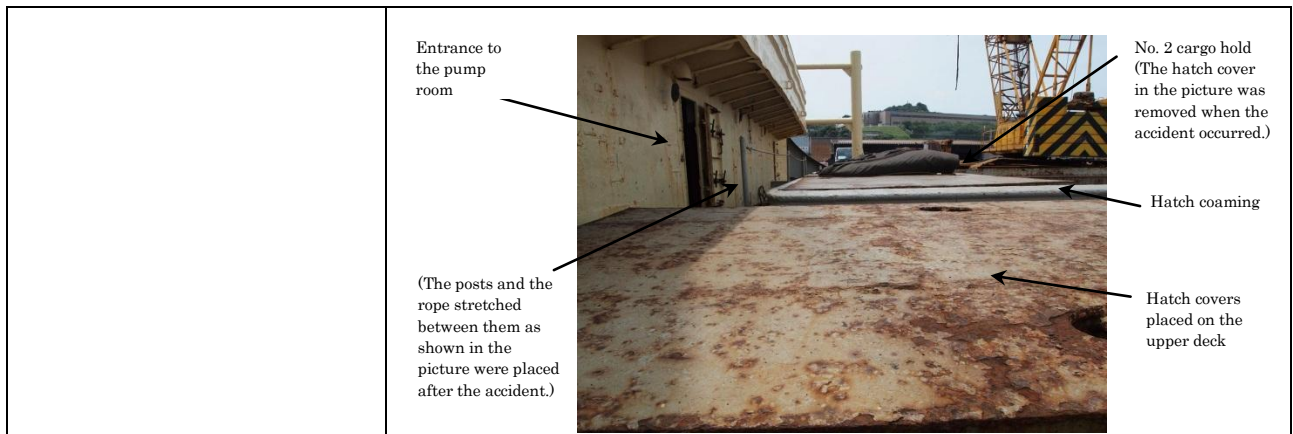 Entrance to
the pump
room
No. 2 cargo hold
(The hatch cover
in the picture was
removed when the
accident occurred.)
Hatch coaming
(The posts and the
rope stretched
between them as
shown in the
picture were placed
after the accident.)
Hatch covers
placed on the
upper deck